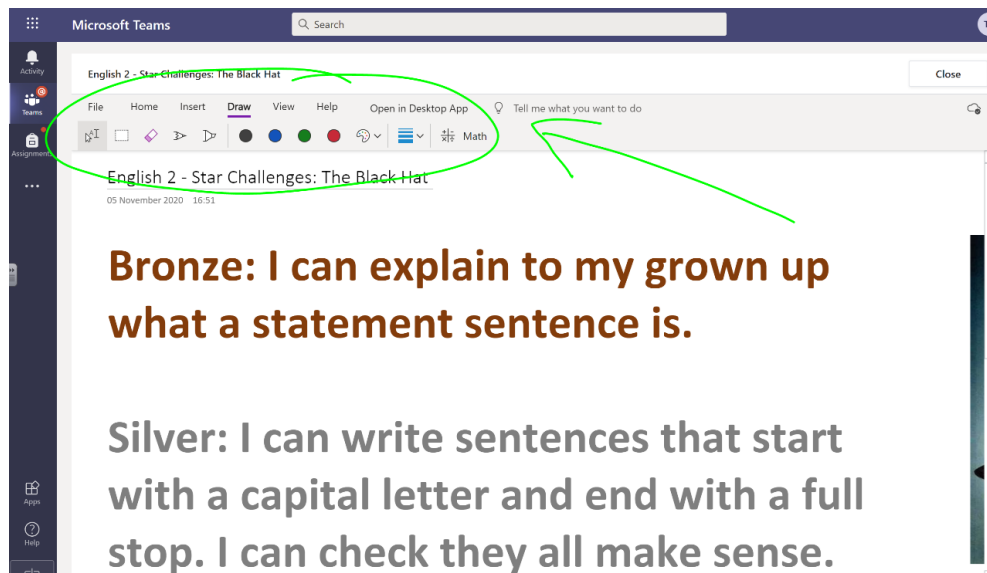 Microsoft Teams
Search
Activity
Teams
Assignments
Apps
Help
English 2 - Star Challenges: The Black Hat
Close
File Home Insert Draw View Help Open in Desktop App Tell me what you want to do
Math
English 2 - Star Challenges: The Black Hat
05 November 2020 16:51
Bronze: I can explain to my grown up
what a statement sentence is.
Silver: I can write sentences that start
with a capital letter and end with a full
stop. I can check they all make sense.